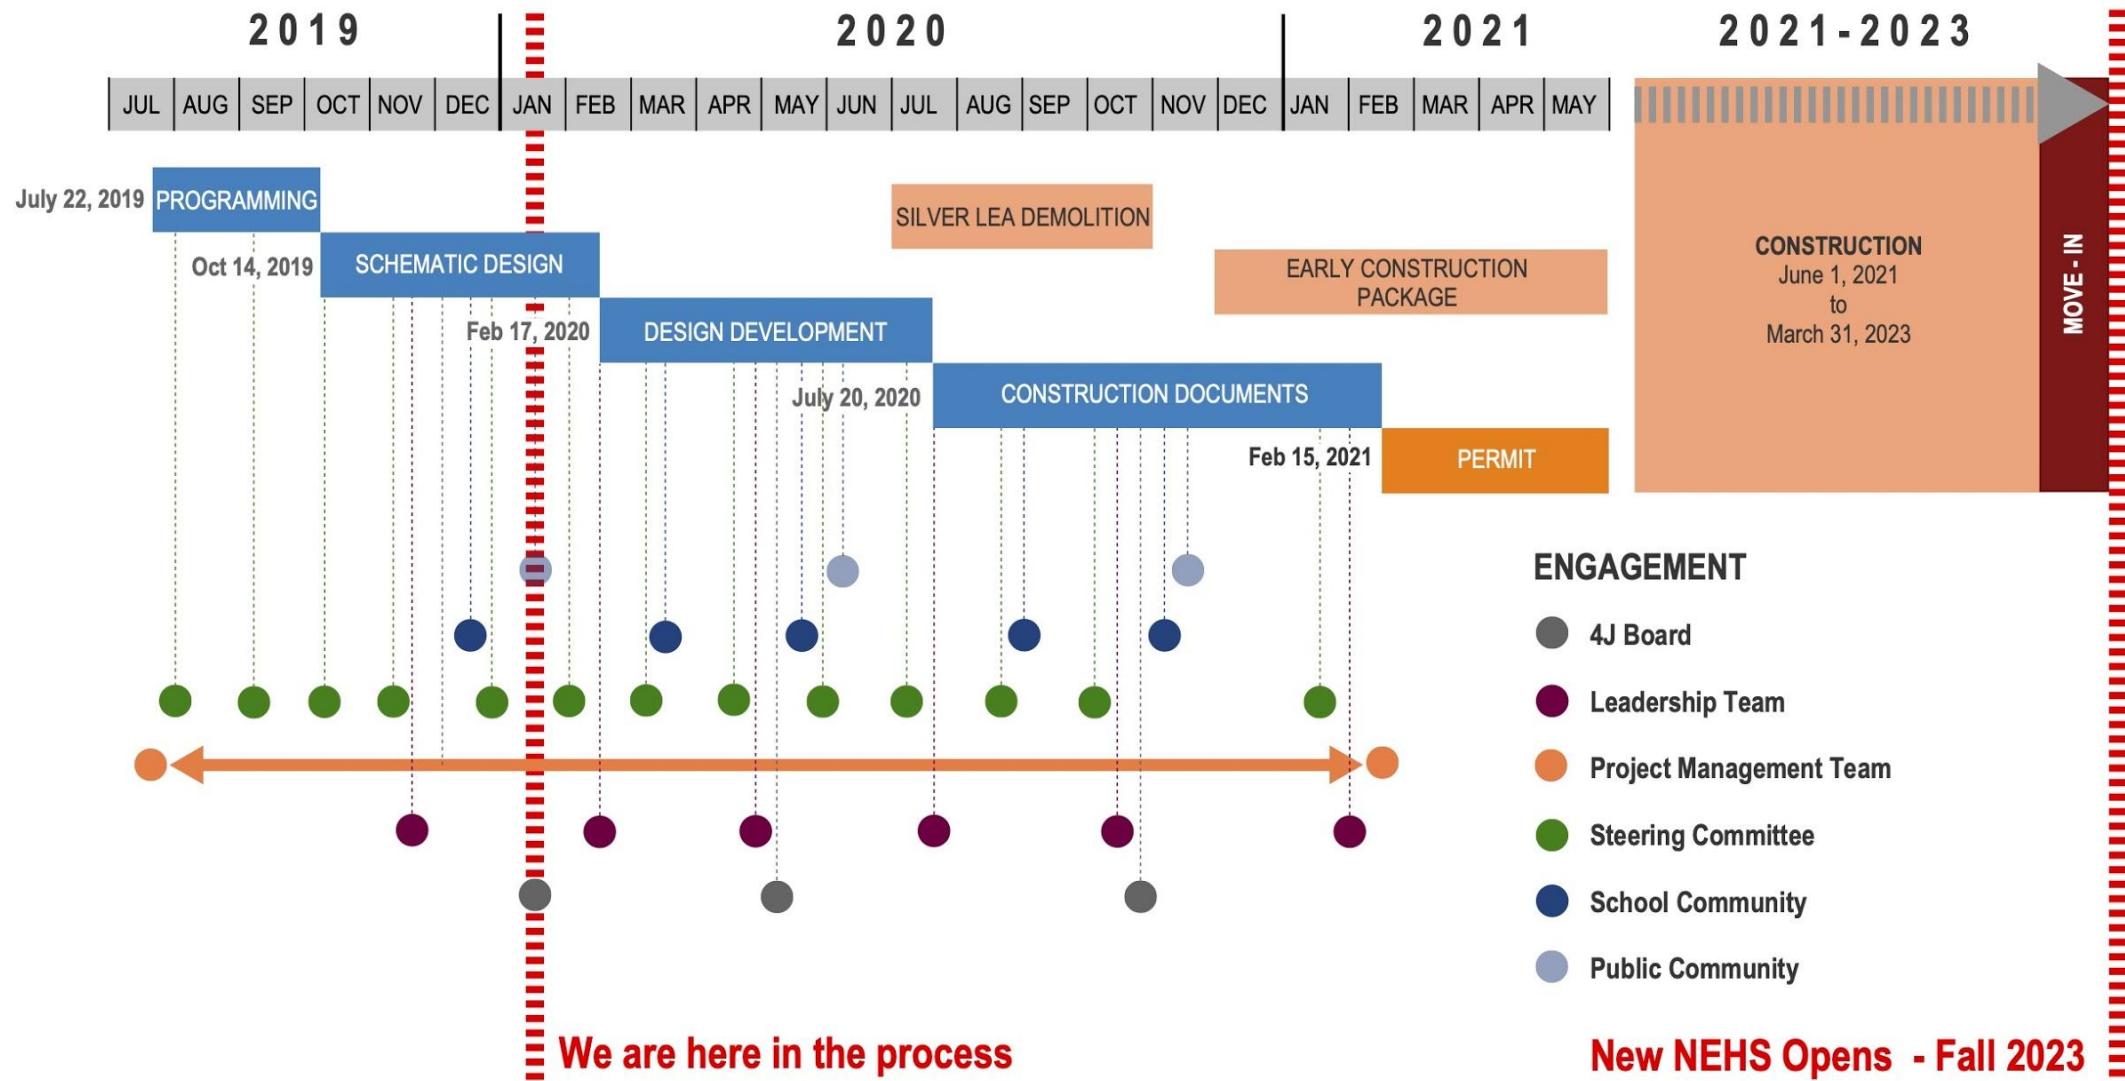 2019
2020
2021
2021-2023
JUL AUG SEP OCT NOV DEC JAN FEB MAR APR MAY JUN JUL AUG SEP OCT NOV DEC JAN FEB MAR APR MAY
July 22, 2019
PROGRAMMING
SILVER LEA DEMOLITION
Oct 14, 2019
SCHEMATIC DESIGN
EARLY CONSTRUCTION
PACKAGE
CONSTRUCTION
June 1, 2021
to
March 31, 2023
MOVE - IN
Feb 17, 2020
DESIGN DEVELOPMENT
July 20, 2020
CONSTRUCTION DOCUMENTS
Feb 15, 2021
PERMIT
ENGAGEMENT
4J Board
Leadership Team
Project Management Team
Steering Committee
School Community
Public Community
We are here in the process
New NEHS Opens - Fall 2023